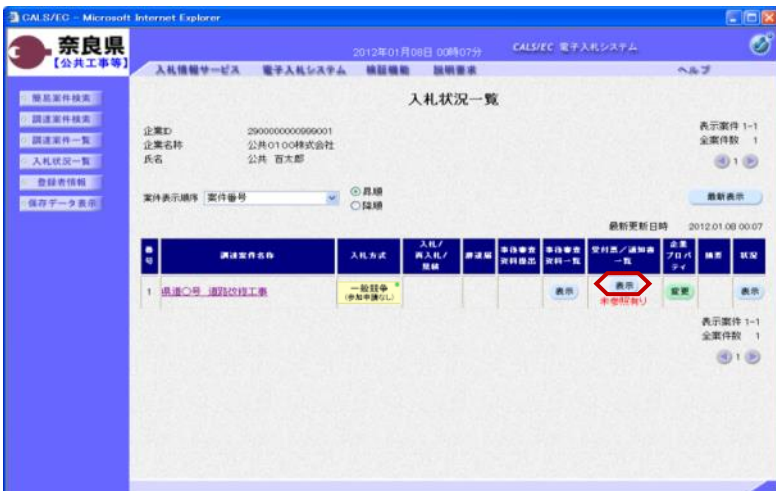 CALS/EC - Microsoft Internet Explorer
奈良県
【公共工事等】
2012年01月08日 00時07分
CALS/EC 電子入札システム
入札情報サービス 電子入札システム 検証機能 説明要求 ヘルプ
簡易案件検索
調達案件検索
調達案件一覧
入札状況一覧
登録者情報
保存データ表示
入札状況一覧
企業ID 2900000000999001
企業名称 公共0100株式会社
氏名 公共 百太郎
表示案件 1-1
全案件数 1
1
案件表示順序 案件番号
昇順
降順
最新表示
最新更新日時 2012.01.08 00:07
番号 調達案件名称 入札方式 入札/再入札/見積 辞退届 事後審査資料提出 事後審査資料一覧 受付票/通知書一覧 企業プロパティ 摘要 状況
1 県道〇号 道路改修工事 一般競争(参加申請なし) 表示 表示 変更 表示
未参照有り
表示案件 1-1
全案件数 1
1